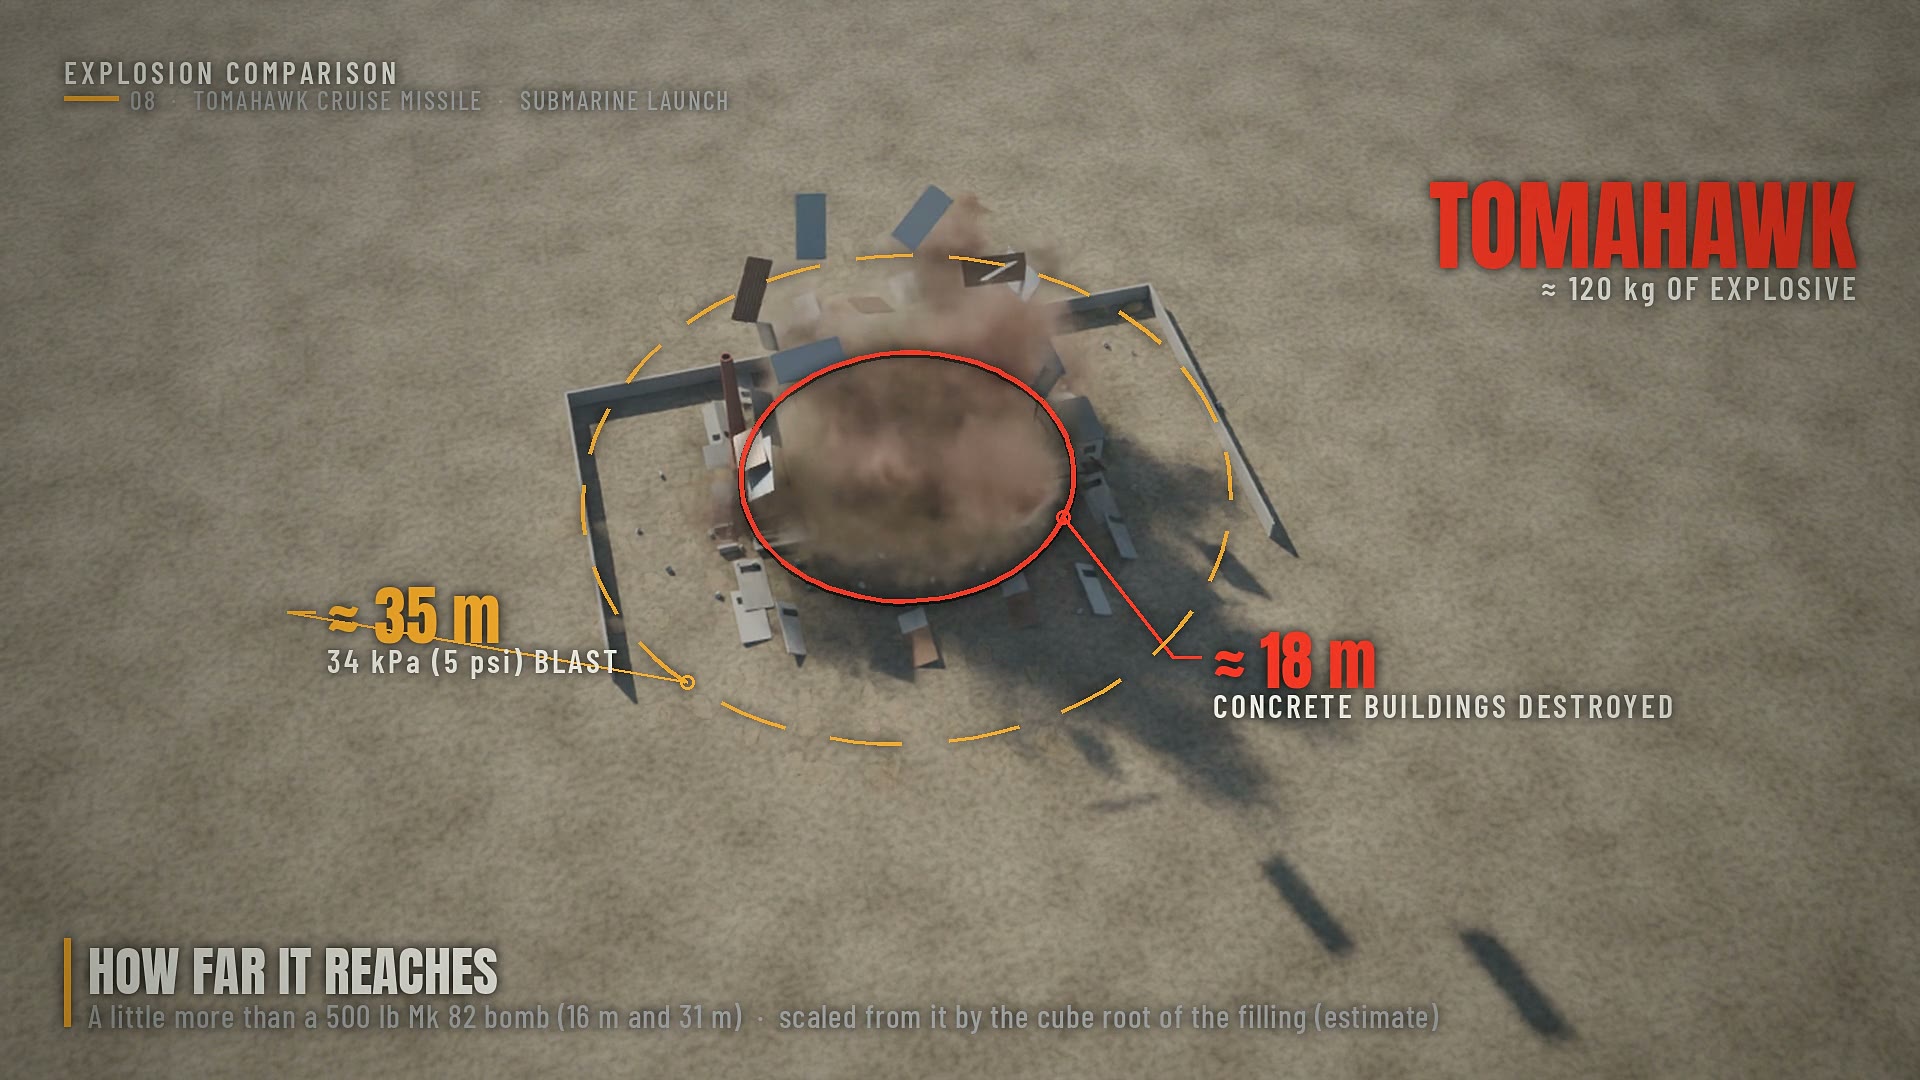 EXPLOSION COMPARISON
08 · TOMAHAWK CRUISE MISSILE · SUBMARINE LAUNCH
TOMAHAWK
≈ 120 kg OF EXPLOSIVE
≈ 35 m
34 kPa (5 psi) BLAST
≈ 18 m
CONCRETE BUILDINGS DESTROYED
HOW FAR IT REACHES
A little more than a 500 lb Mk 82 bomb (16 m and 31 m) · scaled from it by the cube root of the filling (estimate)